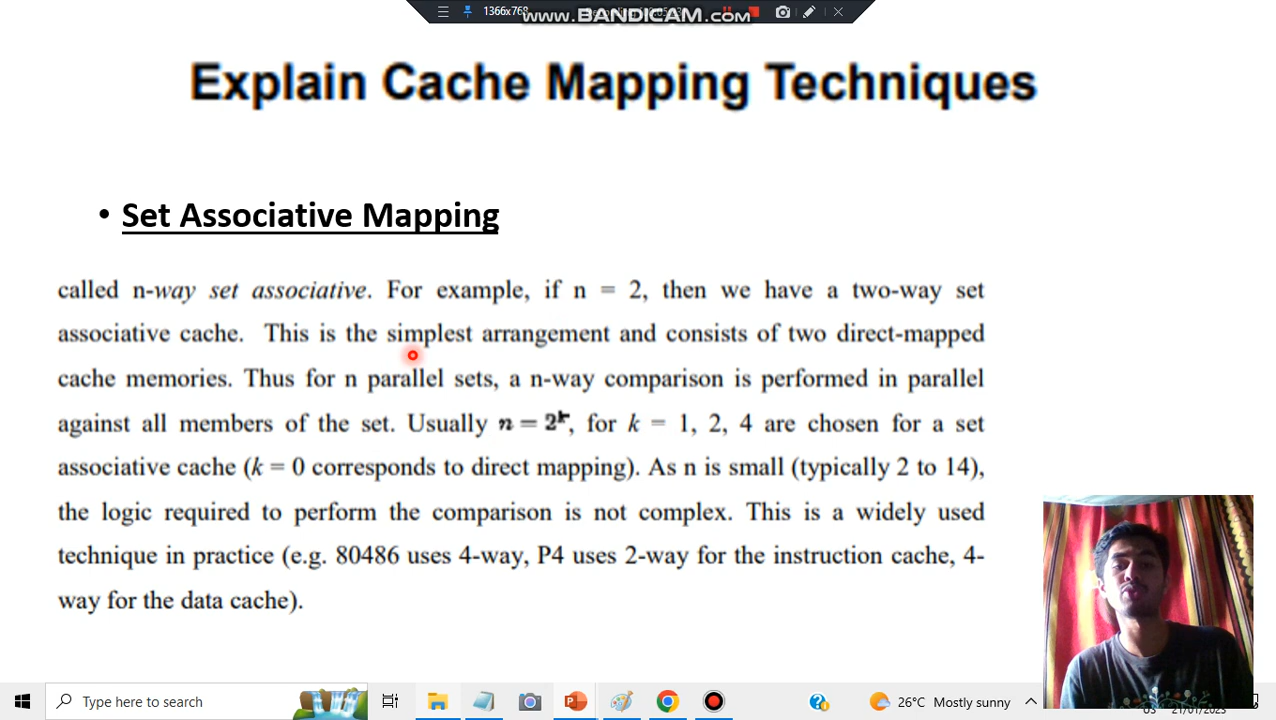 1366x768
www.BANDICAM.com
Explain Cache Mapping Techniques
• Set Associative Mapping
called n-way set associative. For example, if n = 2, then we have a two-way set
associative cache. This is the simplest arrangement and consists of two direct-mapped
cache memories. Thus for n parallel sets, a n-way comparison is performed in parallel
against all members of the set. Usually n = 2ᵏ, for k = 1, 2, 4 are chosen for a set
associative cache (k = 0 corresponds to direct mapping). As n is small (typically 2 to 14),
the logic required to perform the comparison is not complex. This is a widely used
technique in practice (e.g. 80486 uses 4-way, P4 uses 2-way for the instruction cache, 4-
way for the data cache).
Type here to search
26°C Mostly sunny
21/01/2023